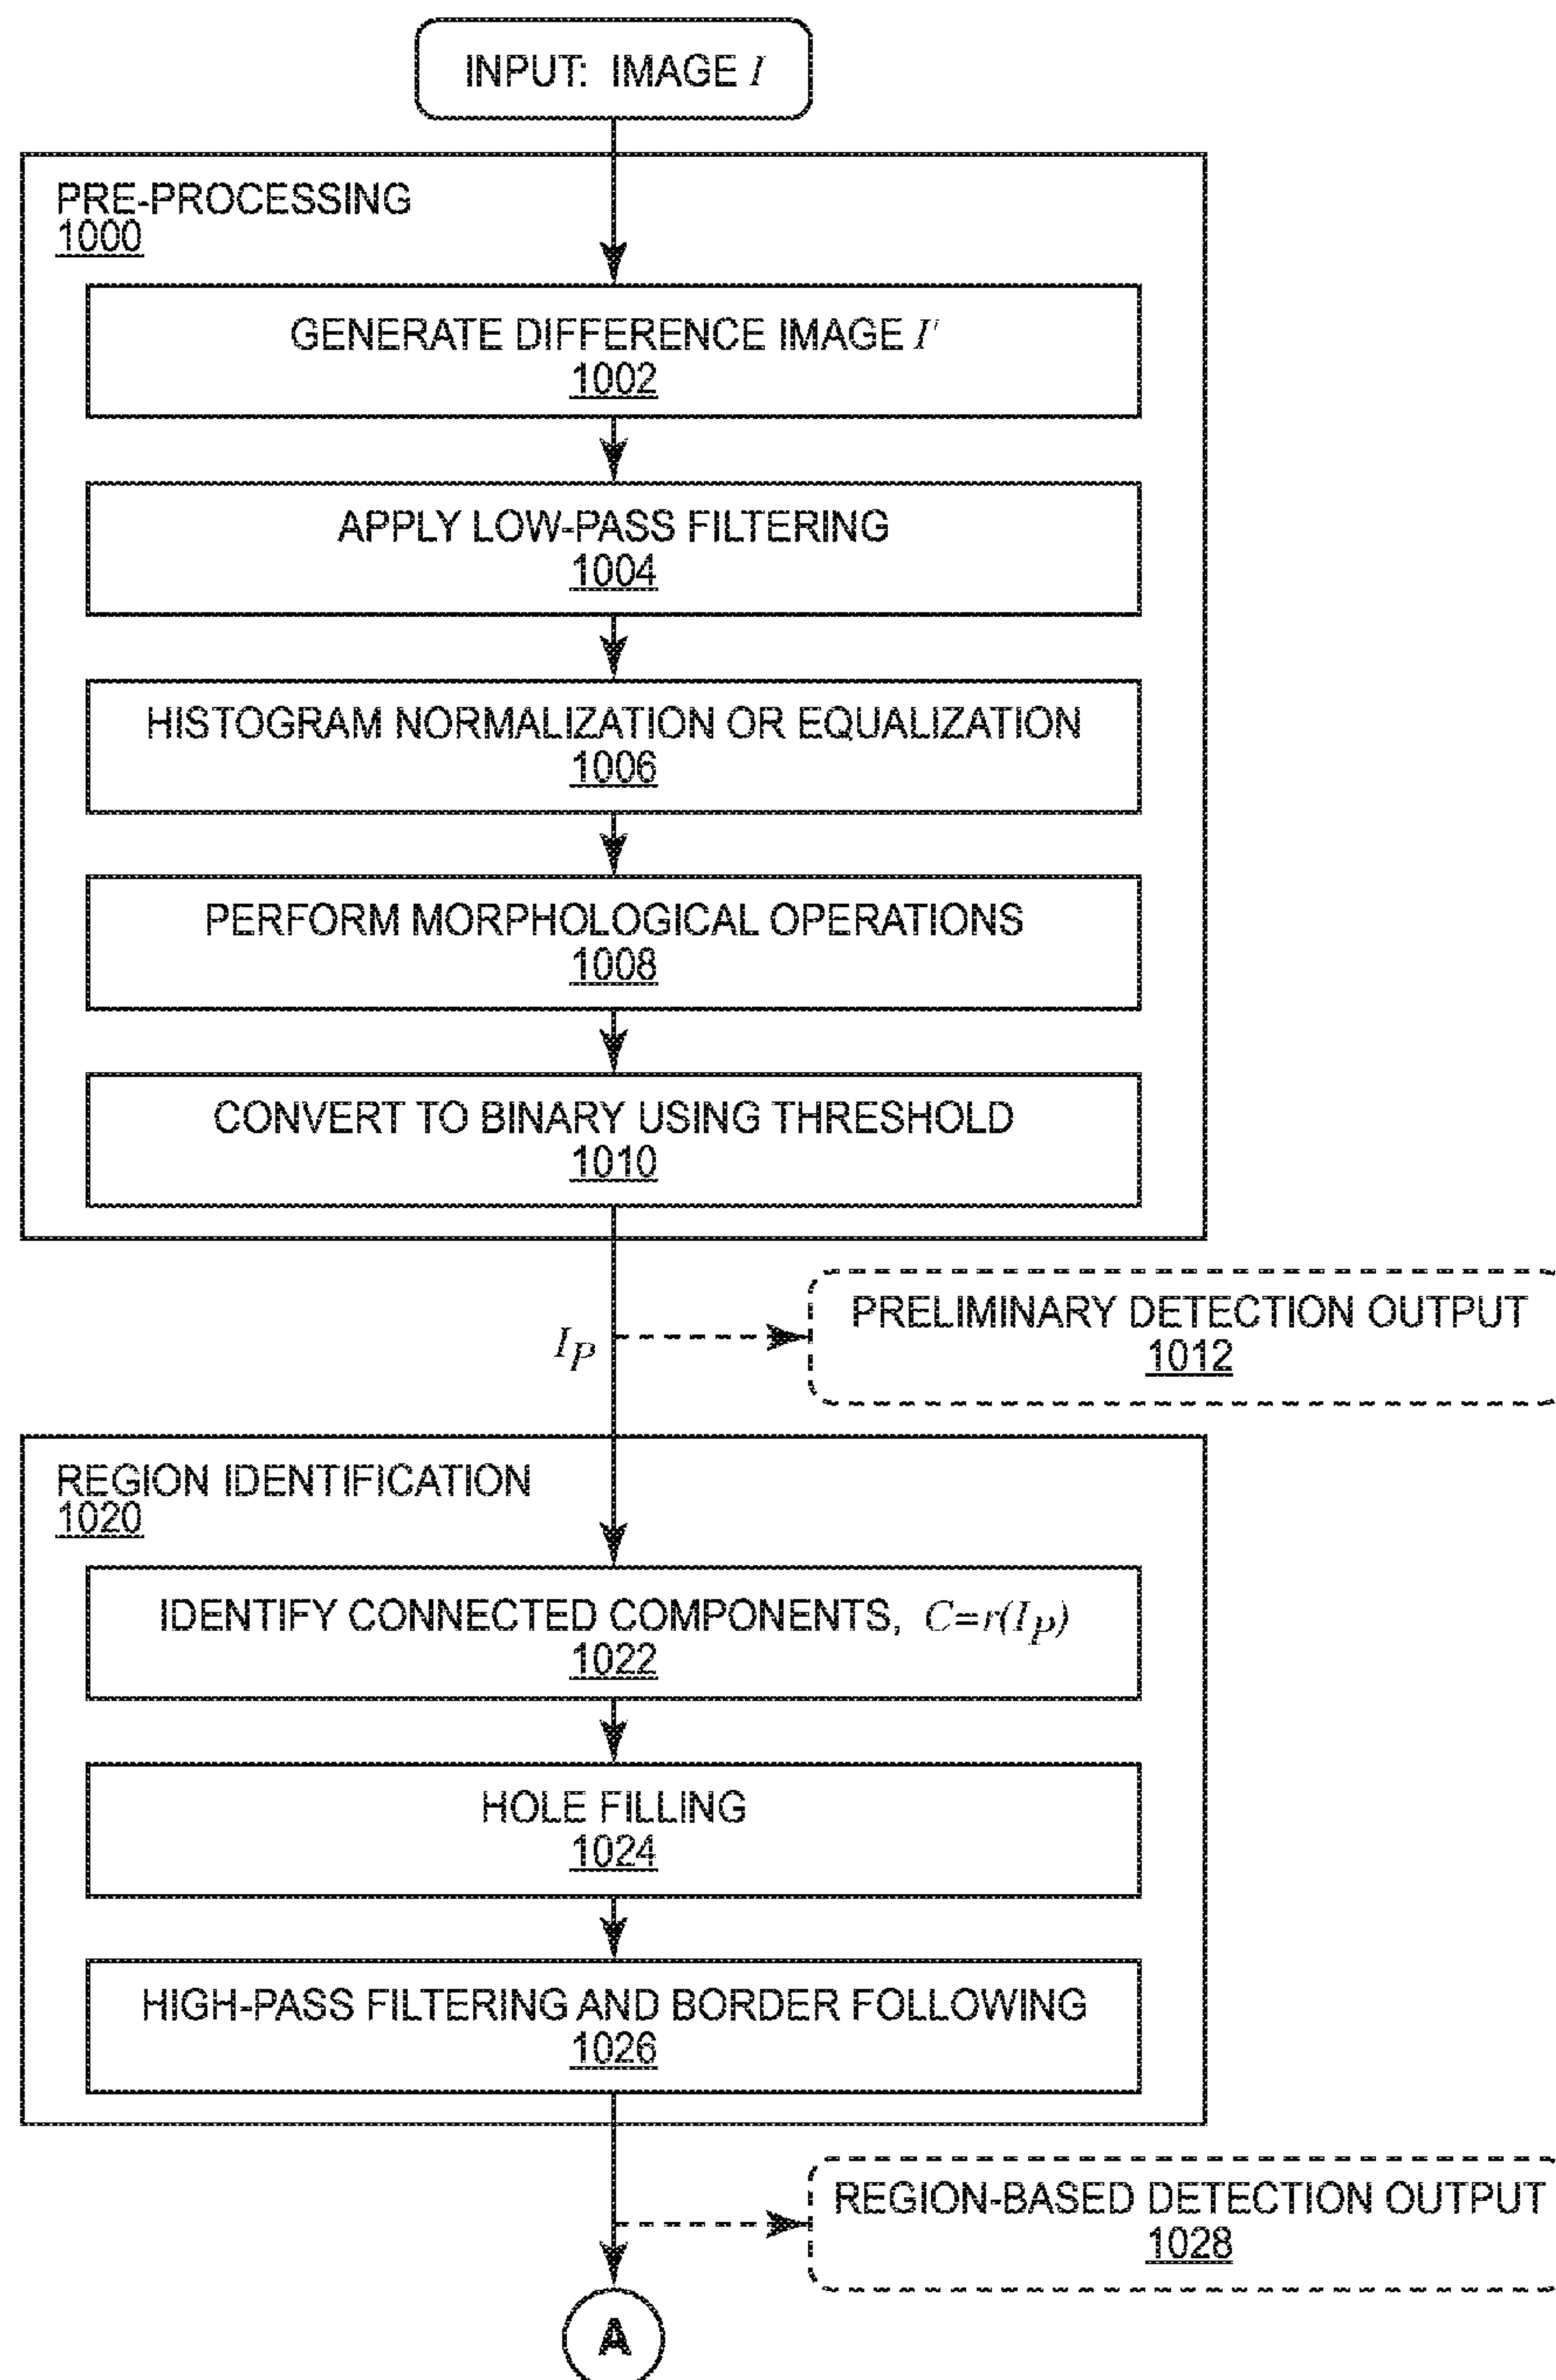 INPUT: IMAGE I
PRE-PROCESSING
1000
GENERATE DIFFERENCE IMAGE I'
1002
APPLY LOW-PASS FILTERING
1004
HISTOGRAM NORMALIZATION OR EQUALIZATION
1006
PERFORM MORPHOLOGICAL OPERATIONS
1008
CONVERT TO BINARY USING THRESHOLD
1010
PRELIMINARY DETECTION OUTPUT
1012
IP
REGION IDENTIFICATION
1020
IDENTIFY CONNECTED COMPONENTS, C=r(IP)
1022
HOLE FILLING
1024
HIGH-PASS FILTERING AND BORDER FOLLOWING
1026
REGION-BASED DETECTION OUTPUT
1028
A